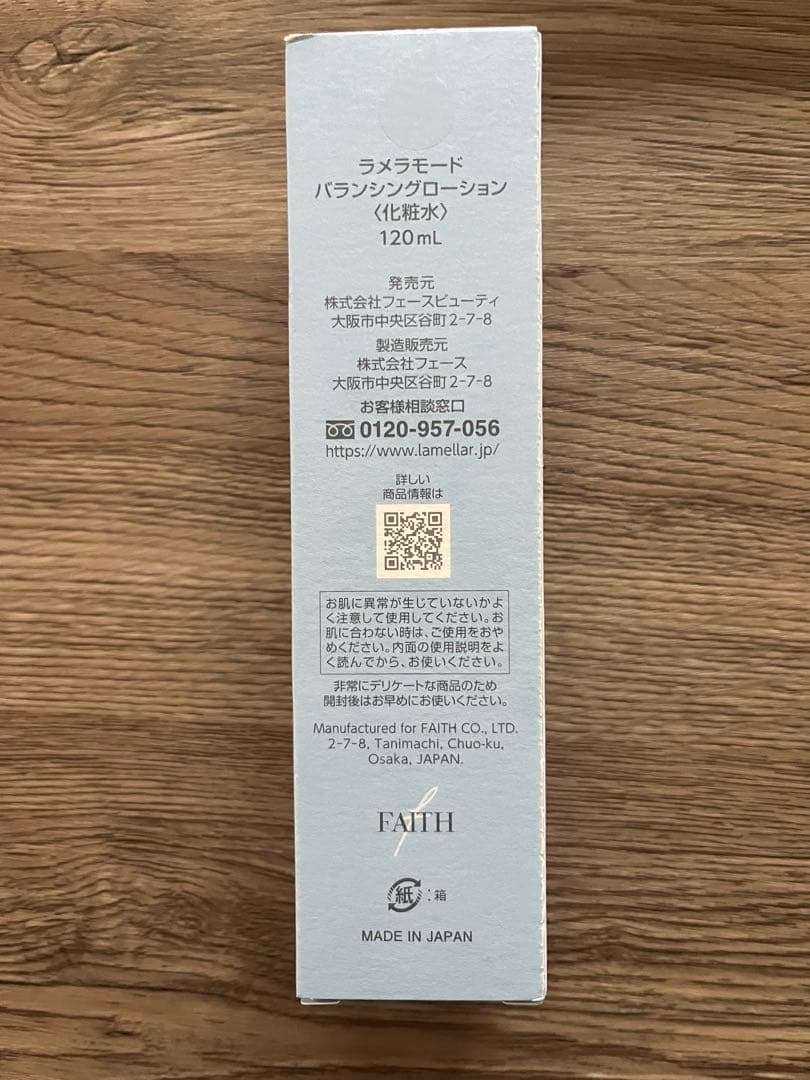 ラメラモード
バランシングローション
〈化粧水〉
120mL
発売元
株式会社フェースビューティ
大阪市中央区谷町2-7-8
製造販売元
株式会社フェース
大阪市中央区谷町2-7-8
お客様相談窓口
0120-957-056
https://www.lamellar.jp/
詳しい
商品情報は
お肌に異常が生じていないかよ
く注意して使用してください。お
肌に合わない時は、ご使用をおや
めください。内面の使用説明をよ
く読んでから、お使いください。
非常にデリケートな商品のため
開封後はお早めにお使いください。
Manufactured for FAITH CO., LTD.
2-7-8, Tanimachi, Chuo-ku,
Osaka, JAPAN.
FAITH
紙:箱
MADE IN JAPAN